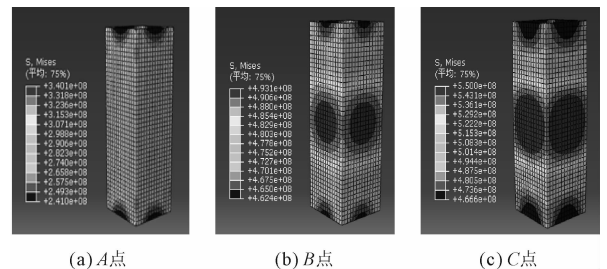 S, Mises
(平均: 75%)
+3.401e+08
+3.318e+08
+3.236e+08
+3.153e+08
+3.071e+08
+2.988e+08
+2.906e+08
+2.823e+08
+2.740e+08
+2.658e+08
+2.575e+08
+2.493e+08
+2.410e+08
S, Mises
(平均: 75%)
+4.931e+08
+4.906e+08
+4.880e+08
+4.854e+08
+4.829e+08
+4.803e+08
+4.778e+08
+4.752e+08
+4.727e+08
+4.701e+08
+4.675e+08
+4.650e+08
+4.624e+08
S, Mises
(平均: 75%)
+5.500e+08
+5.431e+08
+5.361e+08
+5.292e+08
+5.222e+08
+5.153e+08
+5.083e+08
+5.014e+08
+4.944e+08
+4.875e+08
+4.805e+08
+4.736e+08
+4.666e+08
(a) A点
(b) B点
(c) C点